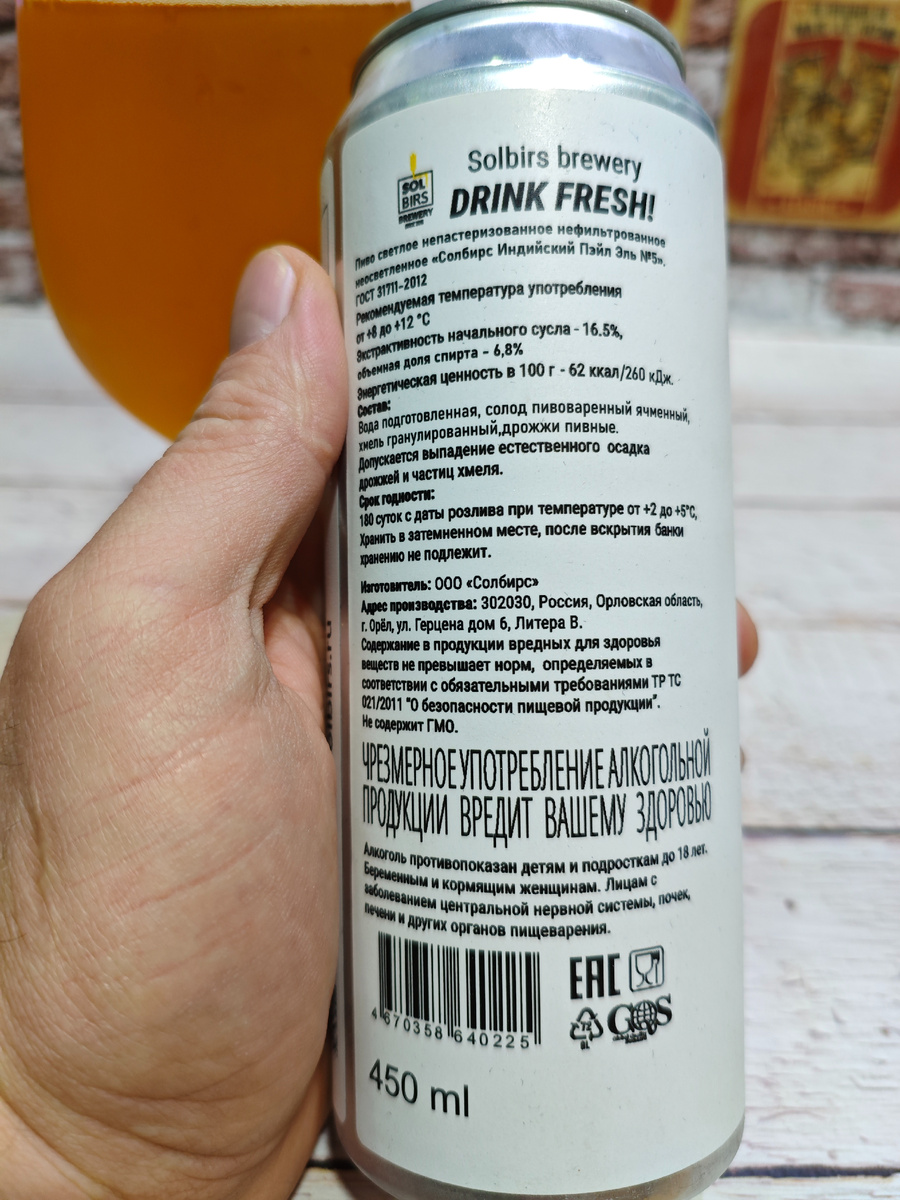 Solbirs brewery
SOL
BIRS
BREWERY
DRINK FRESH!
Пиво светлое непастеризованное нефильтрованное
неосветленное «Солбирс Индийский Пэйл Эль №5».
ГОСТ 31711-2012
Рекомендуемая температура употребления
от +8 до +12 °C
Экстрактивность начального сусла - 16.5%,
объемная доля спирта - 6,8%
Энергетическая ценность в 100 г - 62 ккал/260 кДж.
Состав:
Вода подготовленная, солод пивоваренный ячменный,
хмель гранулированный,дрожжи пивные.
Допускается выпадение естественного осадка
дрожжей и частиц хмеля.
Срок годности:
180 суток с даты розлива при температуре от +2 до +5°C,
Хранить в затемненном месте, после вскрытия банки
хранению не подлежит.
Изготовитель: ООО «Солбирс»
Адрес производства: 302030, Россия, Орловская область,
г. Орёл, ул. Герцена дом 6, Литера В.
Содержание в продукции вредных для здоровья
веществ не превышает норм, определяемых в
соответствии с обязательными требованиями ТР ТС
021/2011 "О безопасности пищевой продукции".
Не содержит ГМО.
ЧРЕЗМЕРНОЕ УПОТРЕБЛЕНИЕ АЛКОГОЛЬНОЙ
ПРОДУКЦИИ ВРЕДИТ ВАШЕМУ ЗДОРОВЬЮ
Алкоголь противопоказан детям и подросткам до 18 лет.
Беременным и кормящим женщинам. Лицам с
заболеванием центральной нервной системы, почек,
печени и других органов пищеварения.
4 670358 640225
EAC
GOS
450 ml